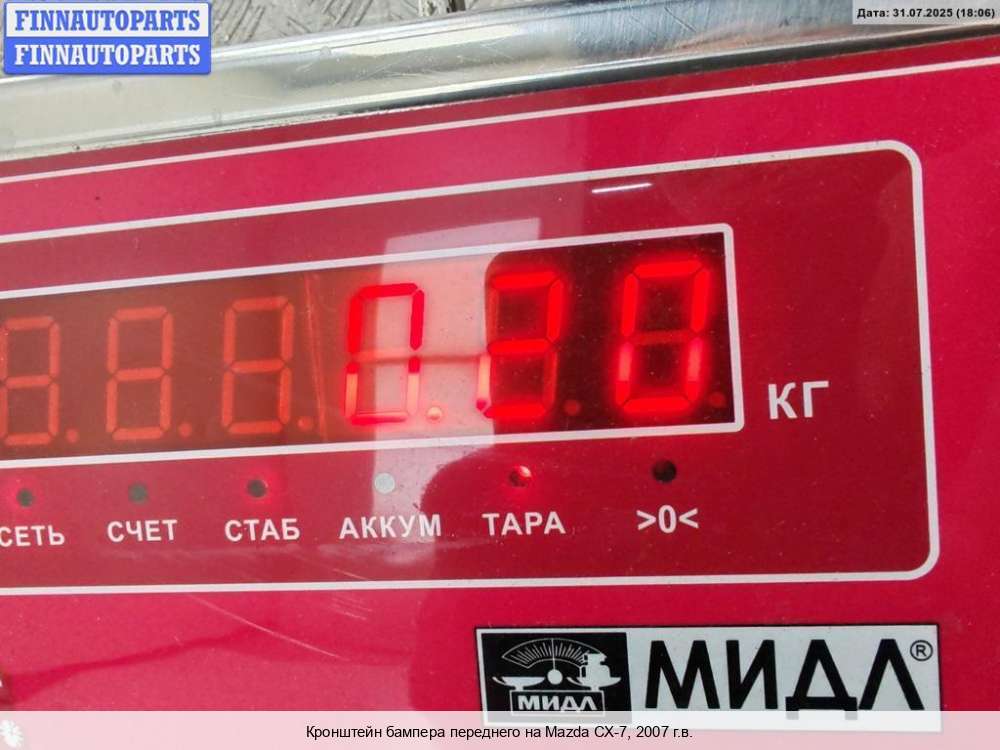 FINNAUTOPARTS
FINNAUTOPARTS
Дата: 31.07.2025 (18:06)
0.20
КГ
СЕТЬ СЧЕТ СТАБ АККУМ ТАРА >0<
МИДЛ МИДЛ®
Кронштейн бампера переднего на Mazda CX-7, 2007 г.в.